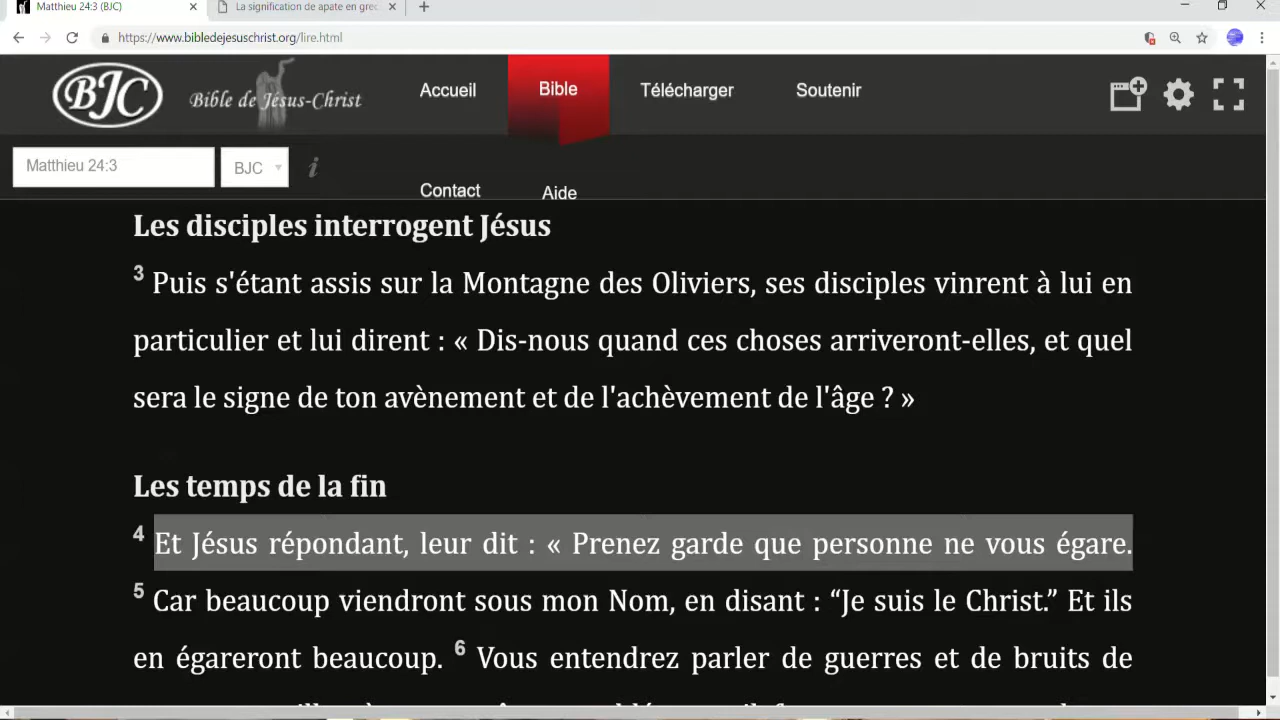 Matthieu 24:3 (BJC)
La signification de apate en grec
https://www.bibledejesuschrist.org/lire.html
BJC
Bible de Jésus-Christ
Accueil
Bible
Télécharger
Soutenir
Matthieu 24:3
BJC
i
Contact
Aide
Les disciples interrogent Jésus
3 Puis s'étant assis sur la Montagne des Oliviers, ses disciples vinrent à lui en
particulier et lui dirent : « Dis-nous quand ces choses arriveront-elles, et quel
sera le signe de ton avènement et de l'achèvement de l'âge ? »
Les temps de la fin
4 Et Jésus répondant, leur dit : « Prenez garde que personne ne vous égare.
5 Car beaucoup viendront sous mon Nom, en disant : “Je suis le Christ.” Et ils
en égareront beaucoup. 6 Vous entendrez parler de guerres et de bruits de